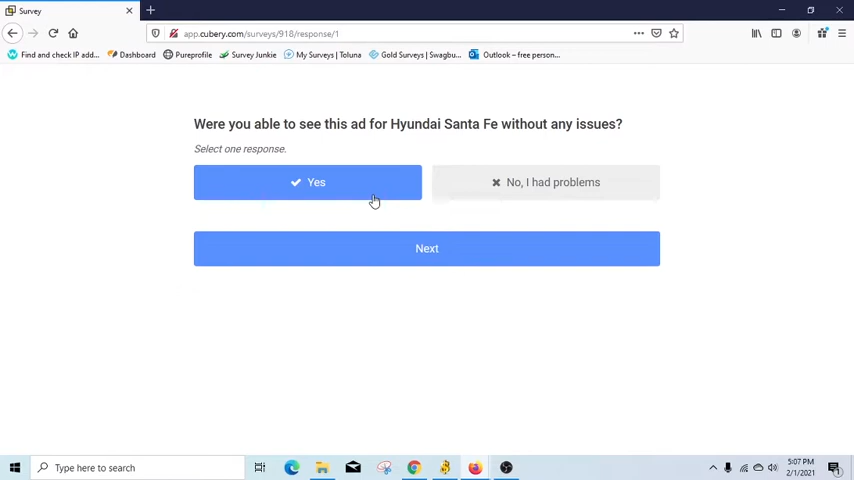 Survey
app.cubery.com/surveys/918/response/1
Find and check IP add...
Dashboard
Pureprofile
Survey Junkie
My Surveys | Toluna
Gold Surveys | Swagbu...
Outlook – free person...
Were you able to see this ad for Hyundai Santa Fe without any issues?
Select one response.
Yes
No, I had problems
Next
Type here to search
5:07 PM
2/1/2021